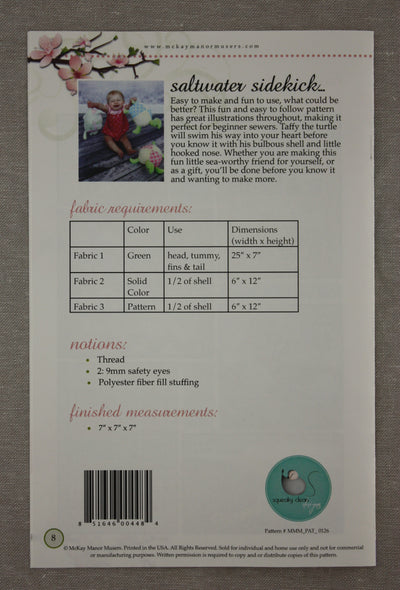 www.mckaymanormusers.com
saltwater sidekick...
Easy to make and fun to use, what could be
better? This fun and easy to follow pattern
has great illustrations throughout, making it
perfect for beginner sewers. Taffy the turtle
will swim his way into your heart before
you know it with his bulbous shell and little
hooked nose. Whether you are making this
fun little sea-worthy friend for yourself, or
as a gift, you'll be done before you know it
and wanting to make more.
fabric requirements:
Color Use Dimensions
(width x height)
Fabric 1 Green head, tummy, 25" x 7"
fins & tail
Fabric 2 Solid 1/2 of shell 6" x 12"
Color
Fabric 3 Pattern 1/2 of shell 6" x 12"
notions:
• Thread
• 2: 9mm safety eyes
• Polyester fiber fill stuffing
finished measurements:
• 7" x 7" x 7"
squeaky clean
designs
8 51646 00448 4
Pattern # MMM_PAT_ 0126
8
© McKay Manor Musers. Printed in the USA. All Rights Reserved. Sold for individual and home use only and not for commercial
or manufacturing purposes. Written permission is required to copy and or distribute copies of this pattern.